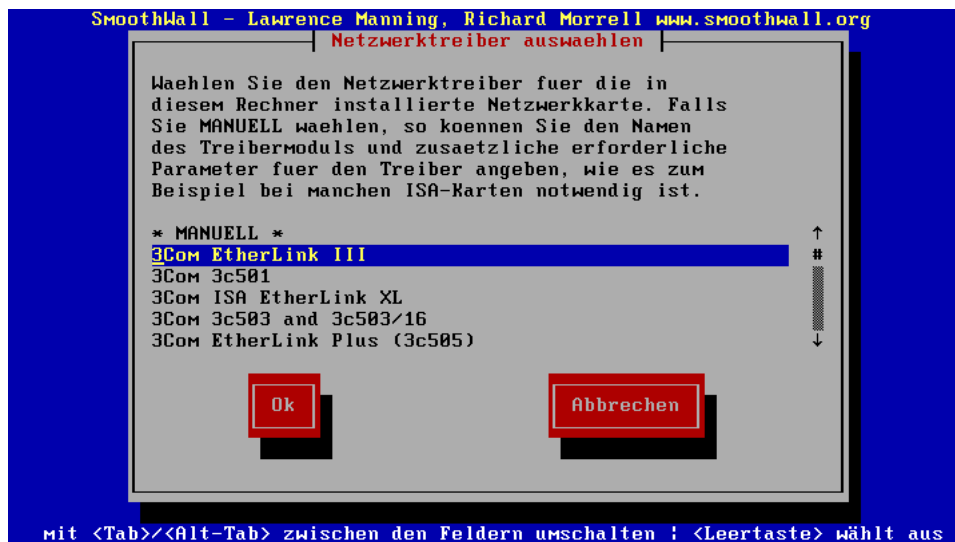 SmoothWall - Lawrence Manning, Richard Morrell www.smoothwall.org
Netzwerktreiber auswaehlen
Waehlen Sie den Netzwerktreiber fuer die in
diesem Rechner installierte Netzwerkkarte. Falls
Sie MANUELL waehlen, so koennen Sie den Namen
des Treibermoduls und zusaetzliche erforderliche
Parameter fuer den Treiber angeben, wie es zum
Beispiel bei manchen ISA-Karten notwendig ist.
* MANUELL * ↑
3Com EtherLink III #
3Com 3c501
3Com ISA EtherLink XL
3Com 3c503 and 3c503/16
3Com EtherLink Plus (3c505) ↓
Ok Abbrechen
mit <Tab>/<Alt-Tab> zwischen den Feldern umschalten ¦ <Leertaste> wählt aus